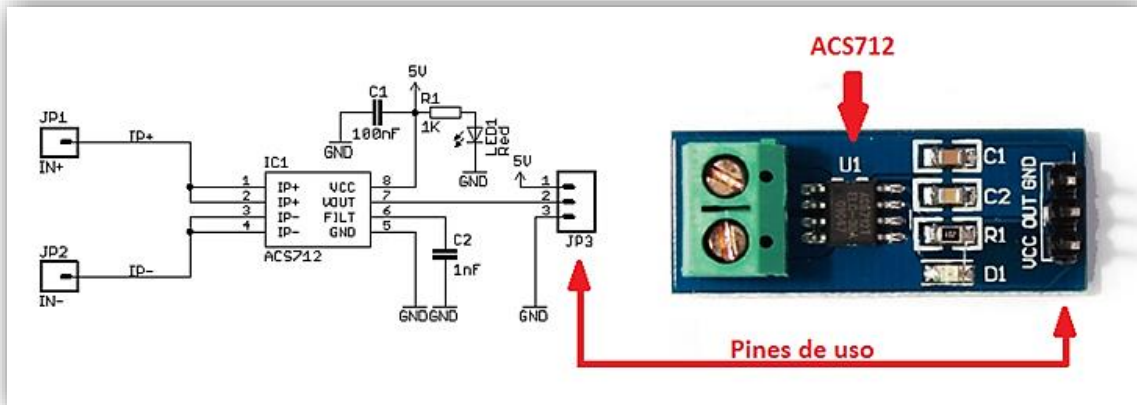 JP1
IN+
IP+
JP2
IN-
IP-
C1
100nF
GND
5V
R1
1K
LED1
Red
GND
IC1
1 IP+ VCC 8
2 IP+ VOUT 7
3 IP- FILT 6
4 IP- GND 5
ACS712
C2
1nF
GND GND
5V
1
2
3
JP3
GND
ACS712
U1
C1
C2
R1
D1
VCC OUT GND
Pines de uso